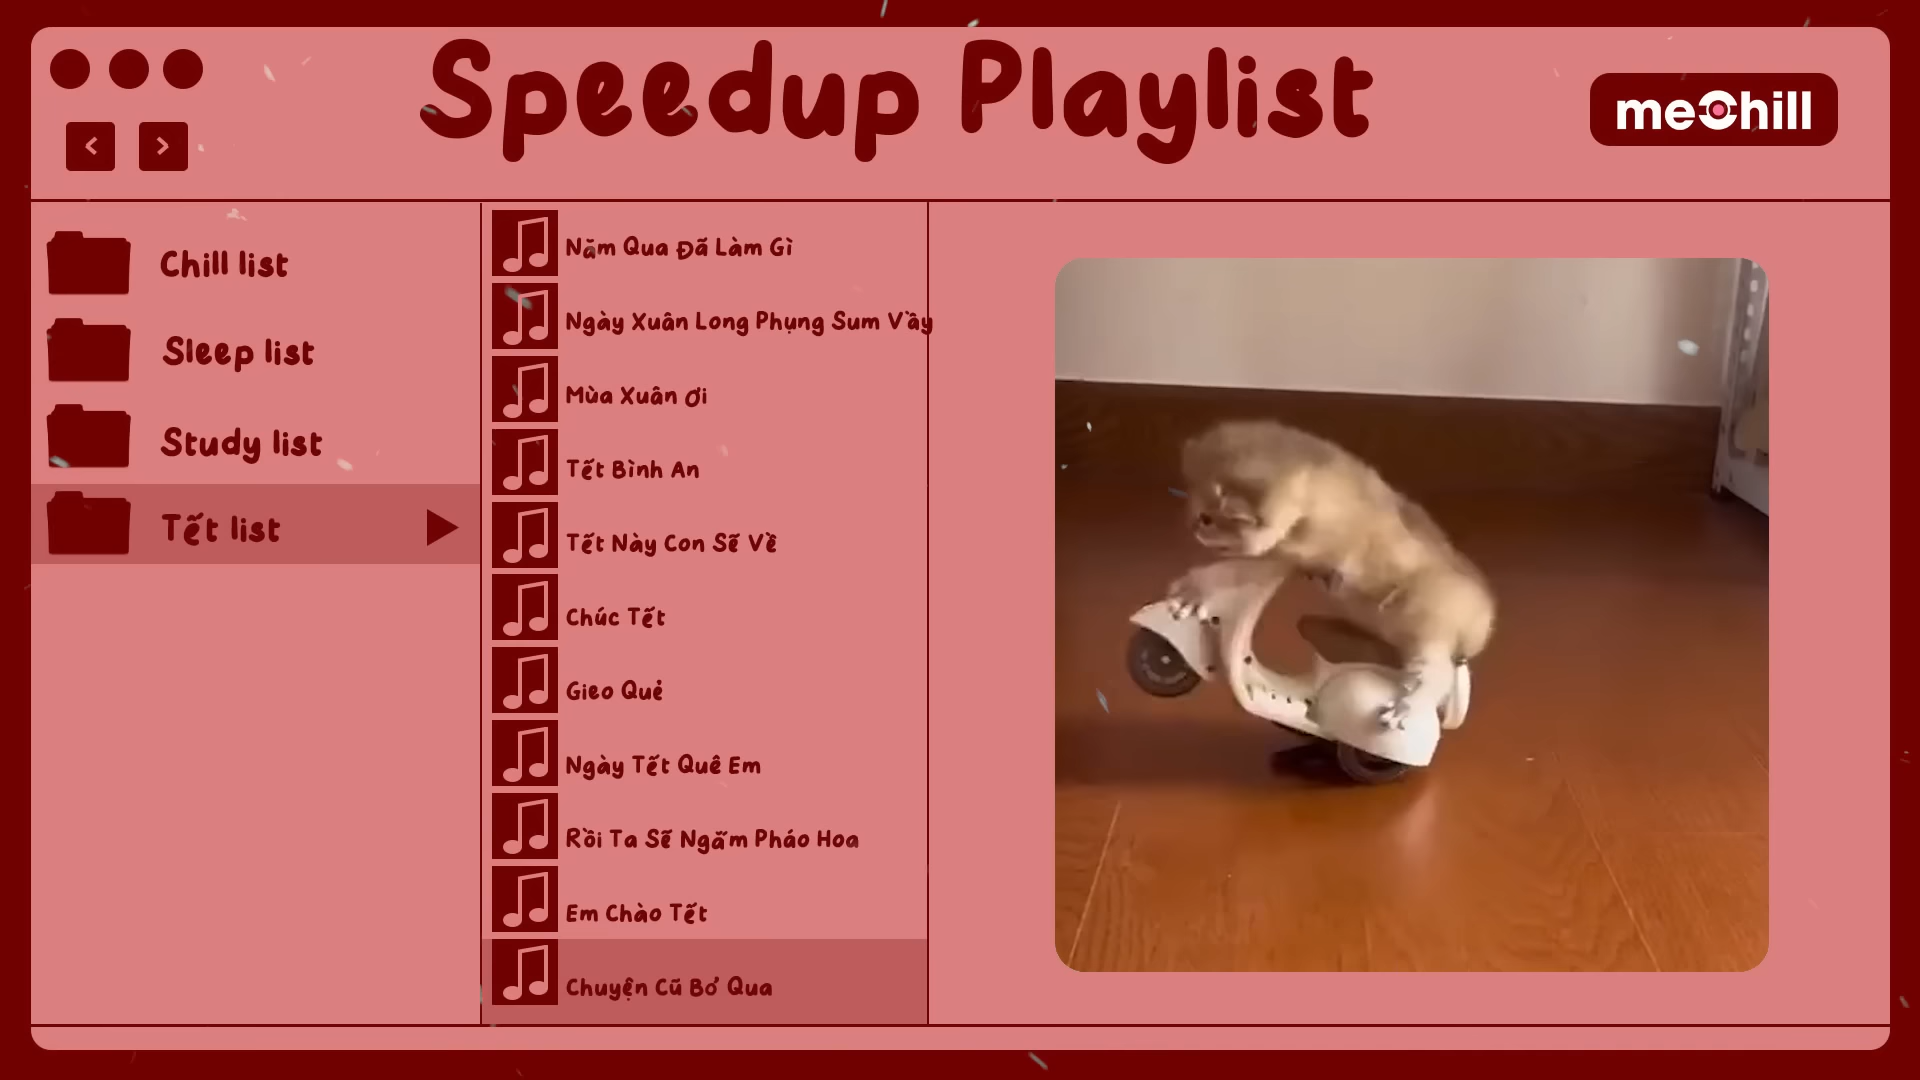 Speedup Playlist
meChill
Chill list
Sleep list
Study list
Tết list
Năm Qua Đã Làm Gì
Ngày Xuân Long Phụng Sum Vầy
Mùa Xuân ơi
Tết Bình An
Tết Này Con Sẽ Về
Chúc Tết
Gieo Quẻ
Ngày Tết Quê Em
Rồi Ta Sẽ Ngắm Pháo Hoa
Em Chào Tết
Chuyện Cũ Bỏ Qua